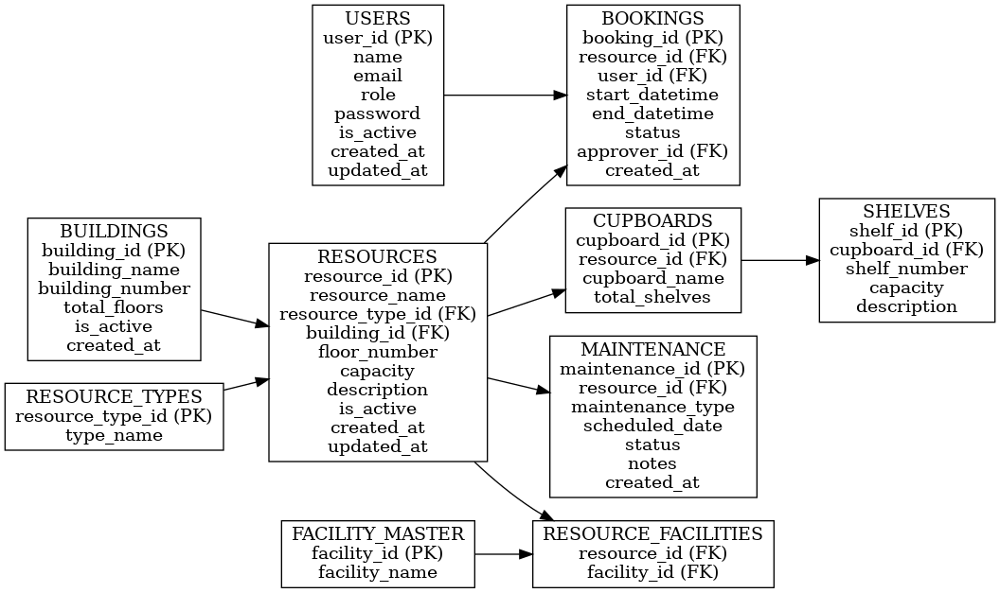 USERS
user_id (PK)
name
email
role
password
is_active
created_at
updated_at
BOOKINGS
booking_id (PK)
resource_id (FK)
user_id (FK)
start_datetime
end_datetime
status
approver_id (FK)
created_at
BUILDINGS
building_id (PK)
building_name
building_number
total_floors
is_active
created_at
RESOURCE_TYPES
resource_type_id (PK)
type_name
RESOURCES
resource_id (PK)
resource_name
resource_type_id (FK)
building_id (FK)
floor_number
capacity
description
is_active
created_at
updated_at
CUPBOARDS
cupboard_id (PK)
resource_id (FK)
cupboard_name
total_shelves
SHELVES
shelf_id (PK)
cupboard_id (FK)
shelf_number
capacity
description
MAINTENANCE
maintenance_id (PK)
resource_id (FK)
maintenance_type
scheduled_date
status
notes
created_at
FACILITY_MASTER
facility_id (PK)
facility_name
RESOURCE_FACILITIES
resource_id (FK)
facility_id (FK)